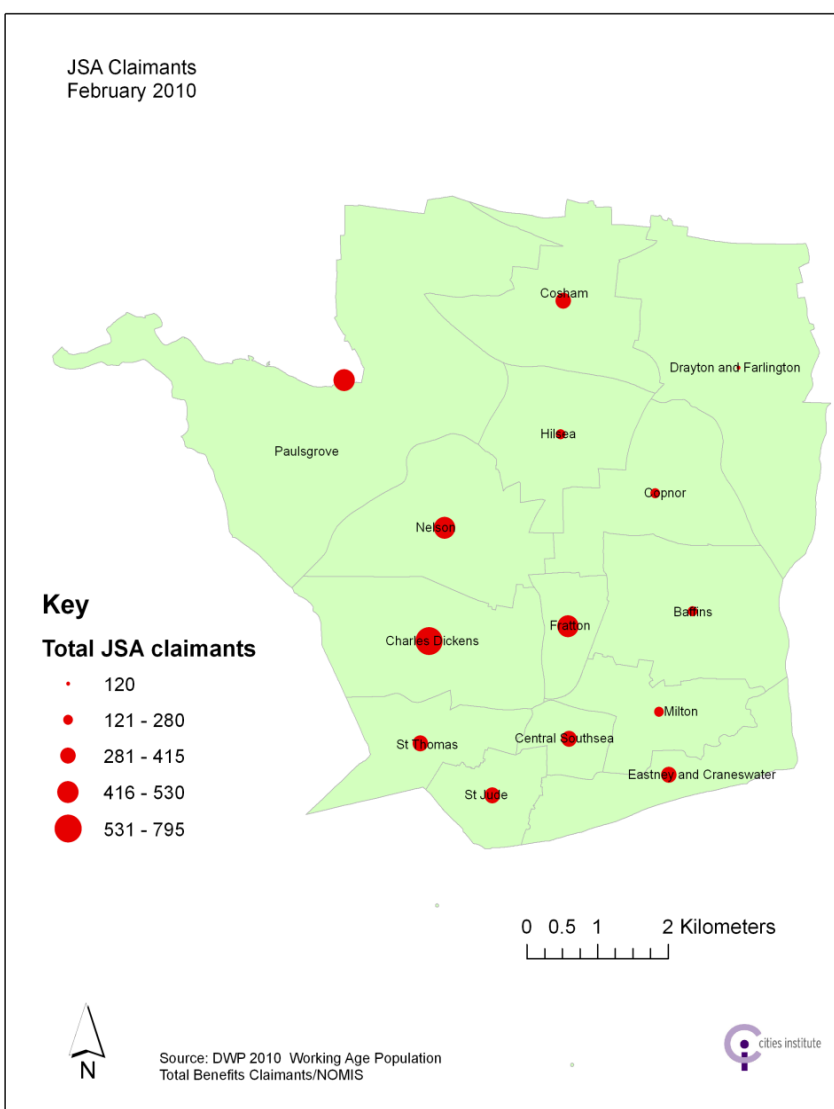 JSA Claimants
February 2010
Cosham
Drayton and Farlington
Hilsea
Paulsgrove
Copnor
Nelson
Baffins
Fratton
Charles Dickens
Milton
Central Southsea
St Thomas
Eastney and Craneswater
St Jude
Key
Total JSA claimants
120
121 - 280
281 - 415
416 - 530
531 - 795
0 0.5 1 2 Kilometers
N
Source: DWP 2010 Working Age Population
Total Benefits Claimants/NOMIS
ci cities institute